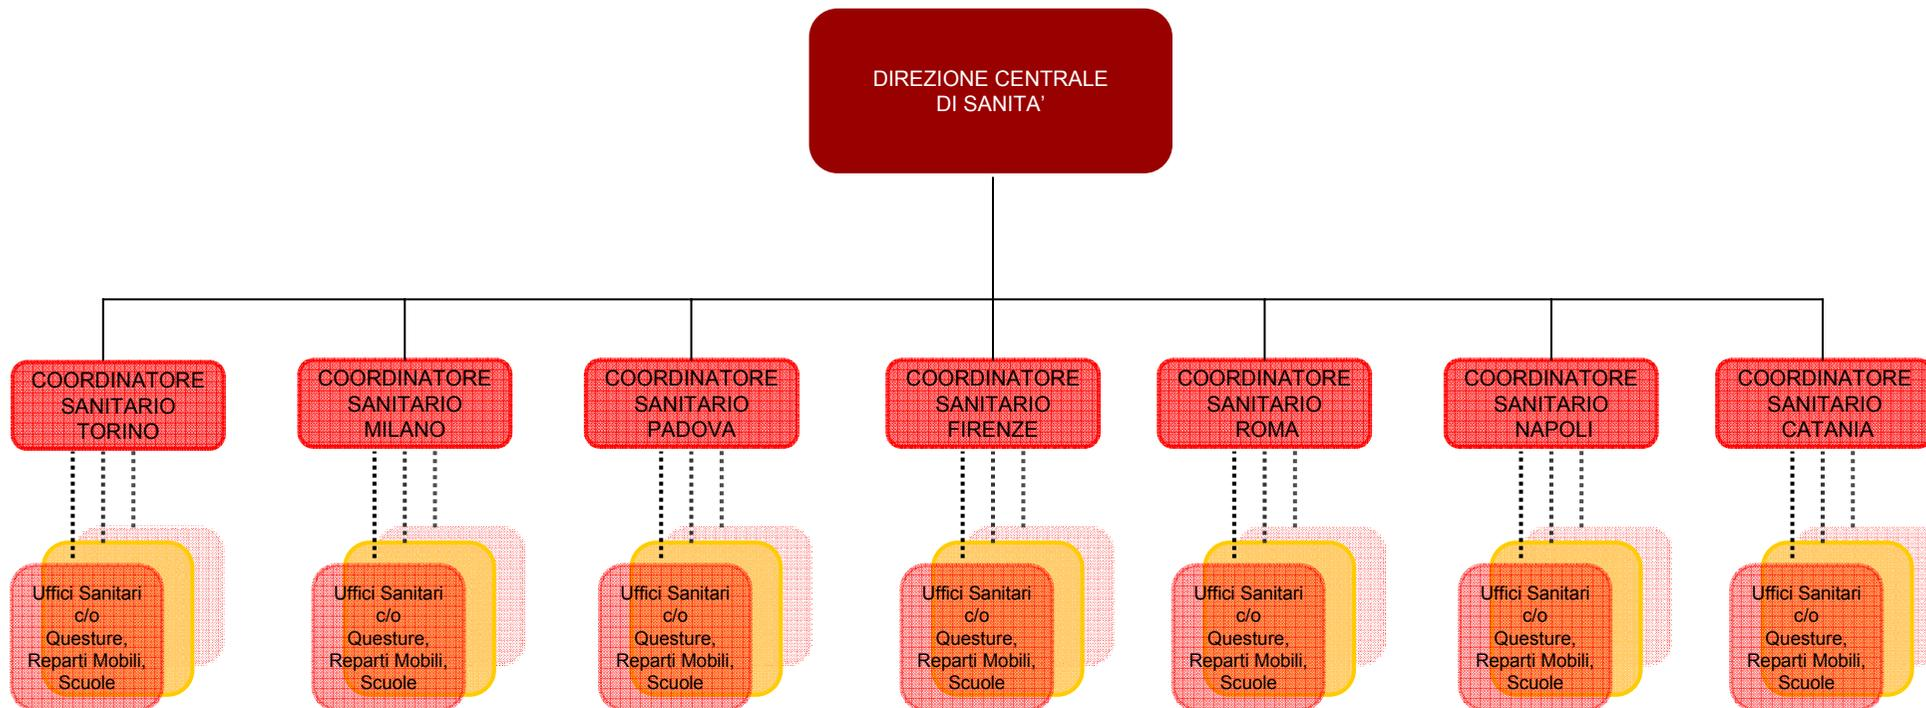 DIREZIONE CENTRALE
DI SANITA’
COORDINATORE
SANITARIO
TORINO
COORDINATORE
SANITARIO
MILANO
COORDINATORE
SANITARIO
PADOVA
COORDINATORE
SANITARIO
FIRENZE
COORDINATORE
SANITARIO
ROMA
COORDINATORE
SANITARIO
NAPOLI
COORDINATORE
SANITARIO
CATANIA
Uffici Sanitari
c/o
Questure,
Reparti Mobili,
Scuole
Uffici Sanitari
c/o
Questure,
Reparti Mobili,
Scuole
Uffici Sanitari
c/o
Questure,
Reparti Mobili,
Scuole
Uffici Sanitari
c/o
Questure,
Reparti Mobili,
Scuole
Uffici Sanitari
c/o
Questure,
Reparti Mobili,
Scuole
Uffici Sanitari
c/o
Questure,
Reparti Mobili,
Scuole
Uffici Sanitari
c/o
Questure,
Reparti Mobili,
Scuole